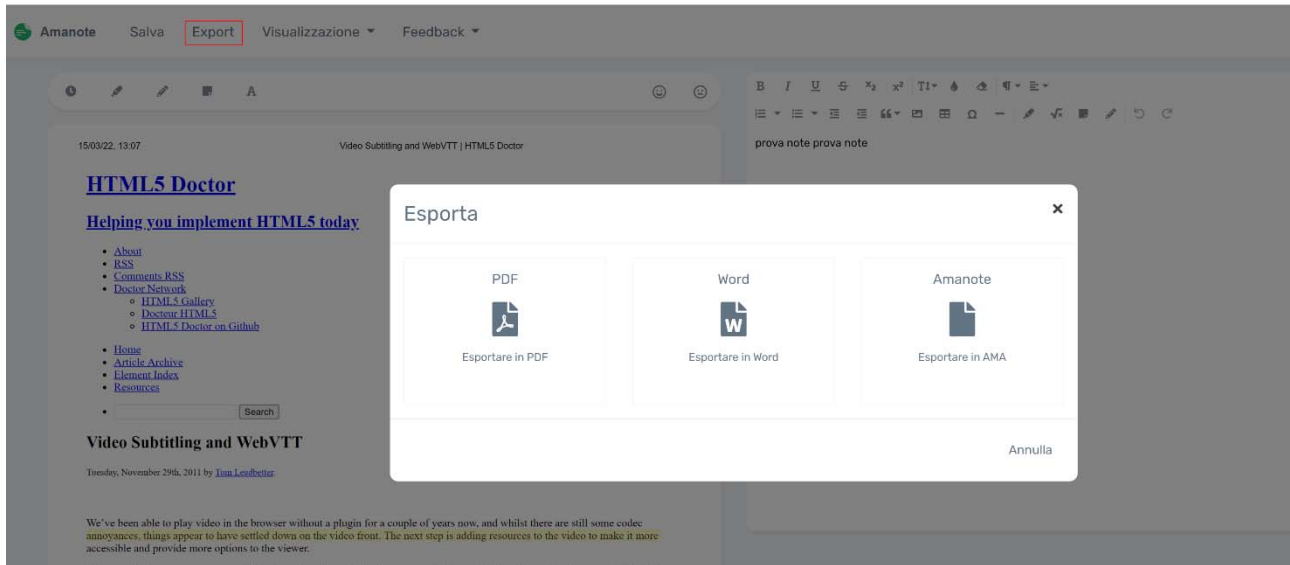 Amanote Salva Export Visualizzazione Feedback
A
B I U S X₂ x² T1
Ω √x
15/03/22, 13:07 Video Subtitling and WebVTT | HTML5 Doctor
prova note prova note
HTML5 Doctor
Helping you implement HTML5 today
About
RSS
Comments RSS
Doctor Network
HTML5 Gallery
Docteur HTML5
HTML5 Doctor on Github
Home
Article Archive
Element Index
Resources
Search
Video Subtitling and WebVTT
Tuesday, November 29th, 2011 by Tom Leadbetter.
We've been able to play video in the browser without a plugin for a couple of years now, and whilst there are still some codec
annoyances, things appear to have settled down on the video front. The next step is adding resources to the video to make it more
accessible and provide more options to the viewer.
Esporta
PDF
Esportare in PDF
Word
W
Esportare in Word
Amanote
Esportare in AMA
Annulla